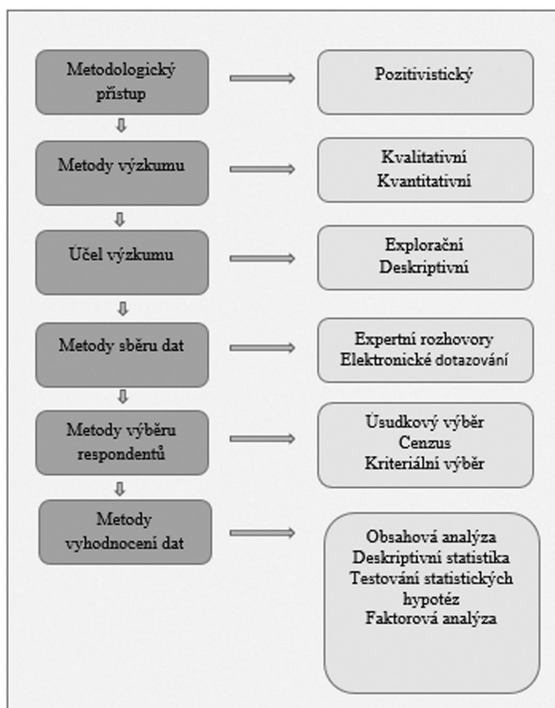 Metodologický
přístup
Pozitivistický
Metody výzkumu
Kvalitativní
Kvantitativní
Účel výzkumu
Explorační
Deskriptivní
Metody sběru dat
Expertní rozhovory
Elektronické dotazování
Metody výběru
respondentů
Úsudkový výběr
Cenzus
Kriteriální výběr
Metody
vyhodnocení dat
Obsahová analýza
Deskriptivní statistika
Testování statistických
hypotéz
Faktorová analýza